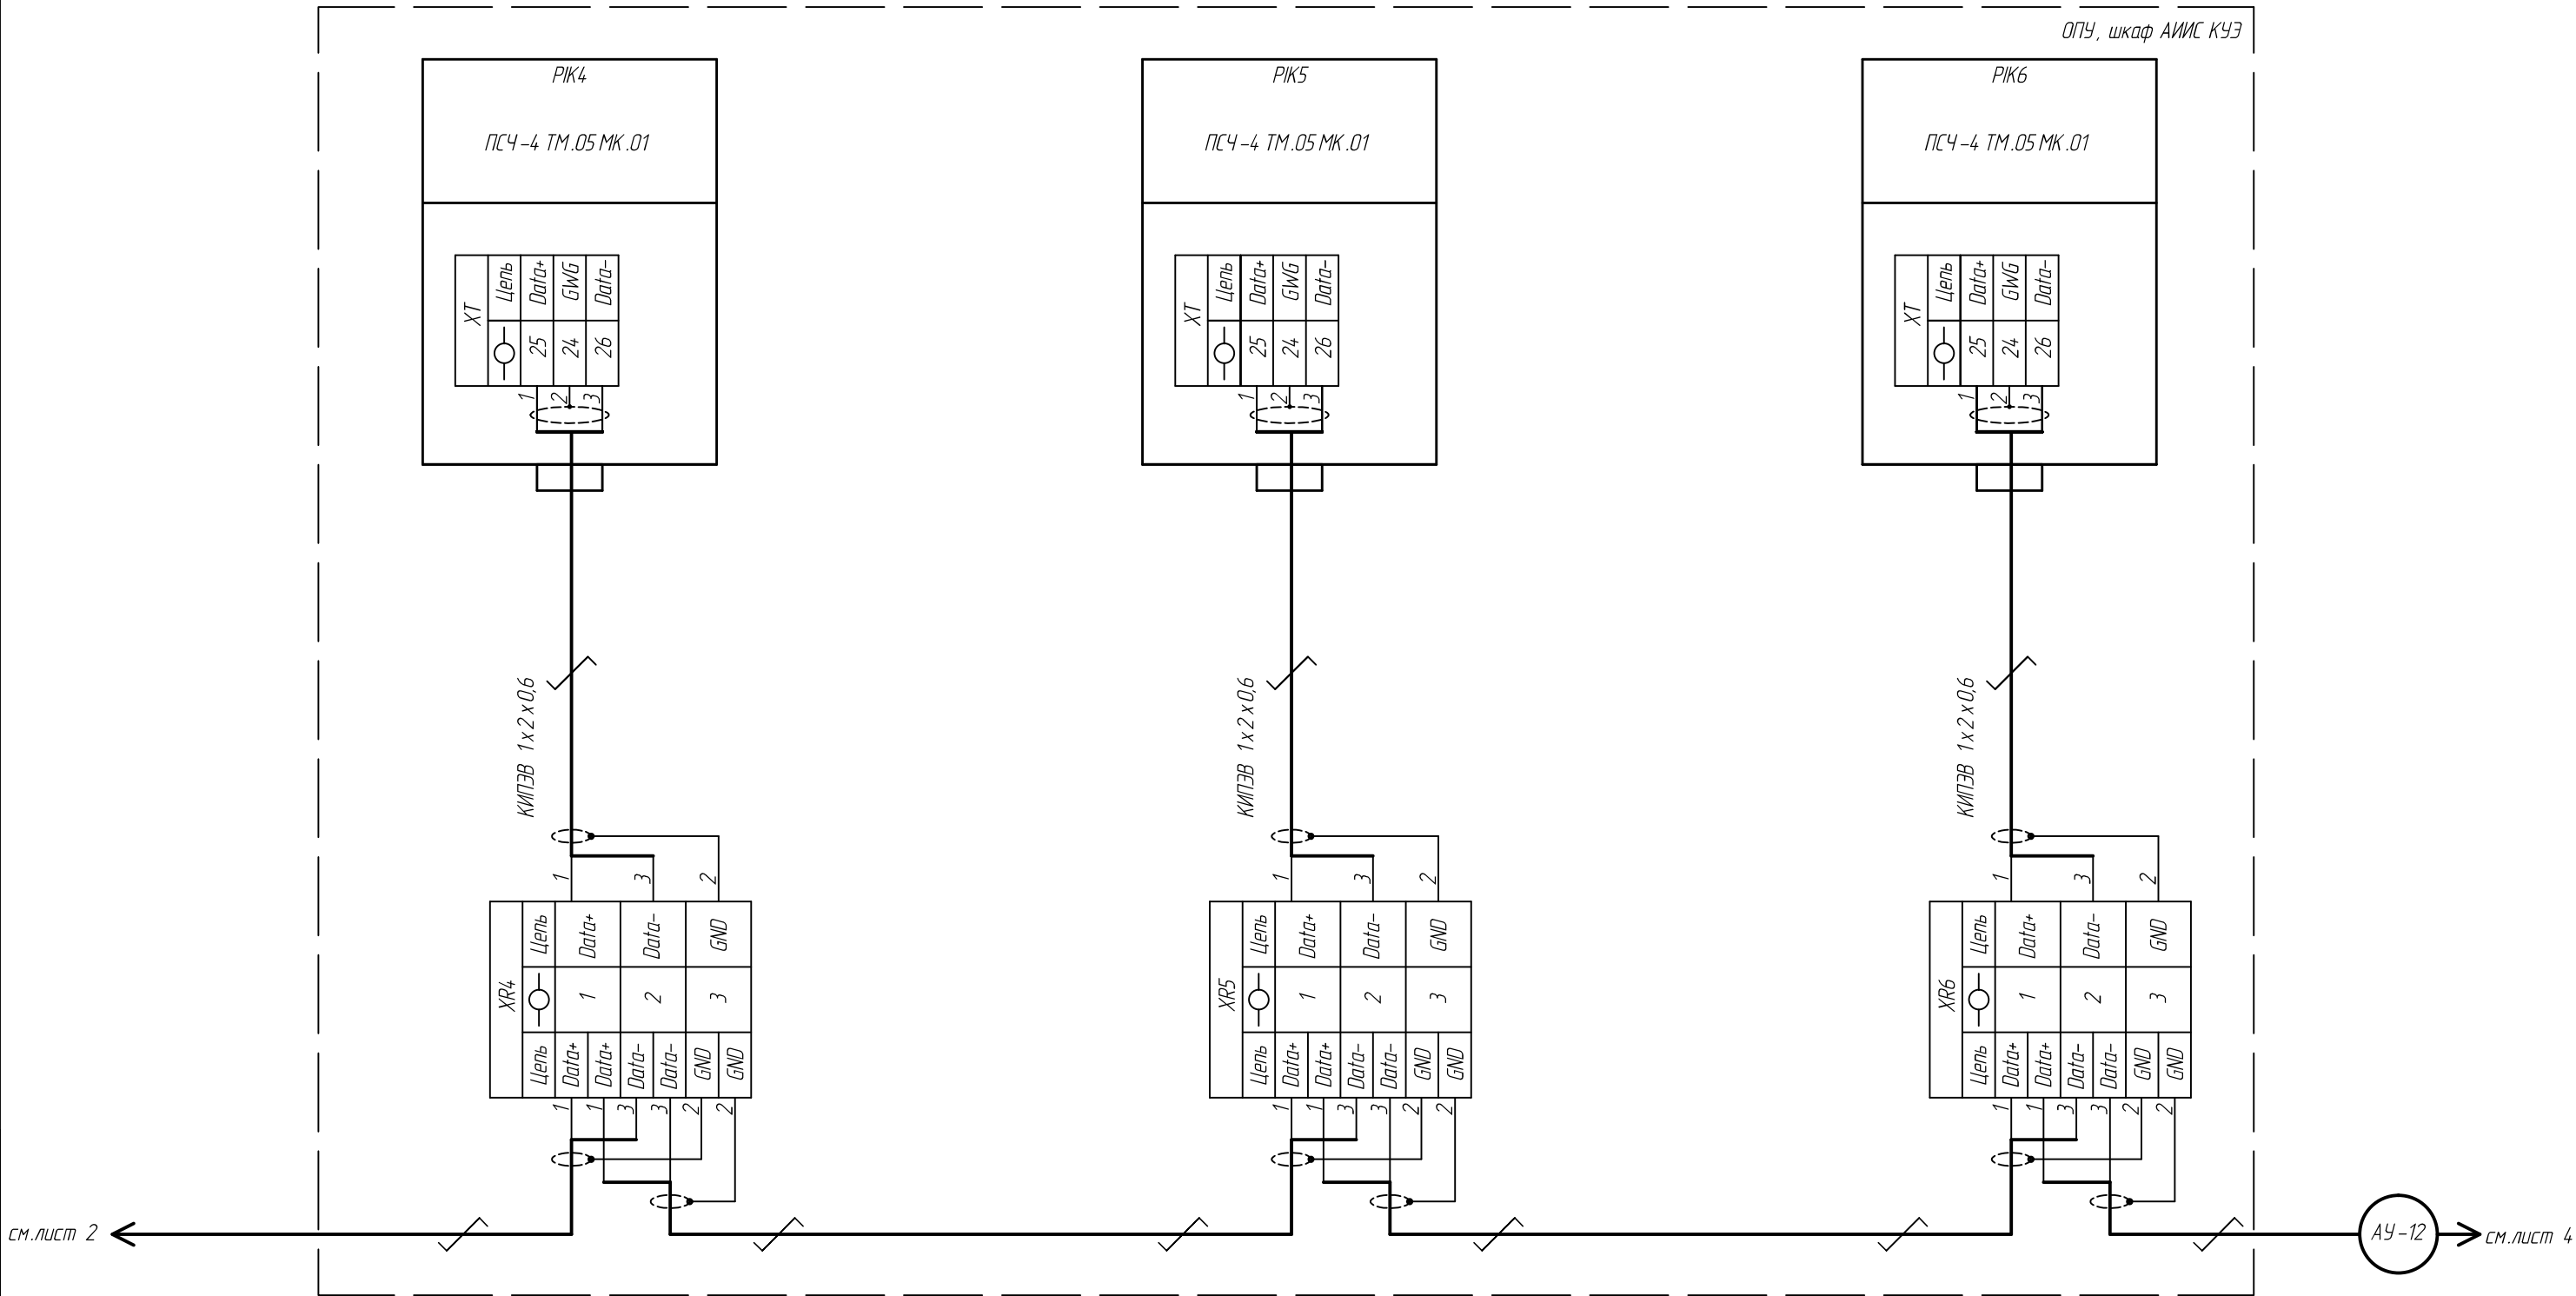 ОПУ, шкаф АИИС КУЭ
PIK4
ПСЧ-4 ТМ.05 МК.01
XT
Цепь Data+ GWG Data-
25 24 26
1 2 3
КИПЭВ 1x2x0,6
1 3 2
XR4
Цепь Data+ Data- GND
1 2 3
Цепь Data+ Data+ Data- Data- GND GND
1 1 3 3 2 2
PIK5
ПСЧ-4 ТМ.05 МК.01
XT
Цепь Data+ GWG Data-
25 24 26
1 2 3
КИПЭВ 1x2x0,6
1 3 2
XR5
Цепь Data+ Data- GND
1 2 3
Цепь Data+ Data+ Data- Data- GND GND
1 1 3 3 2 2
PIK6
ПСЧ-4 ТМ.05 МК.01
XT
Цепь Data+ GWG Data-
25 24 26
1 2 3
КИПЭВ 1x2x0,6
1 3 2
XR6
Цепь Data+ Data- GND
1 2 3
Цепь Data+ Data+ Data- Data- GND GND
1 1 3 3 2 2
см.лист 2
АУ-12
см.лист 4